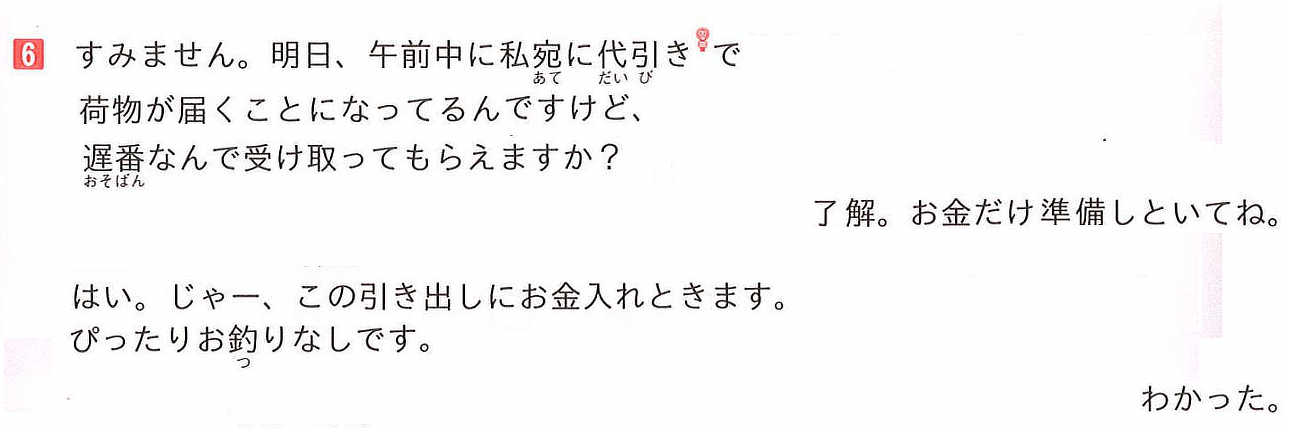 6 すみません。明日、午前中に私宛に代引きで
あて だい び
荷物が届くことになってるんですけど、
遅番なんで受け取ってもらえますか？
おそばん
了解。お金だけ準備しといてね。
はい。じゃー、この引き出しにお金入れときます。
ぴったりお釣りなしです。
つ
わかった。